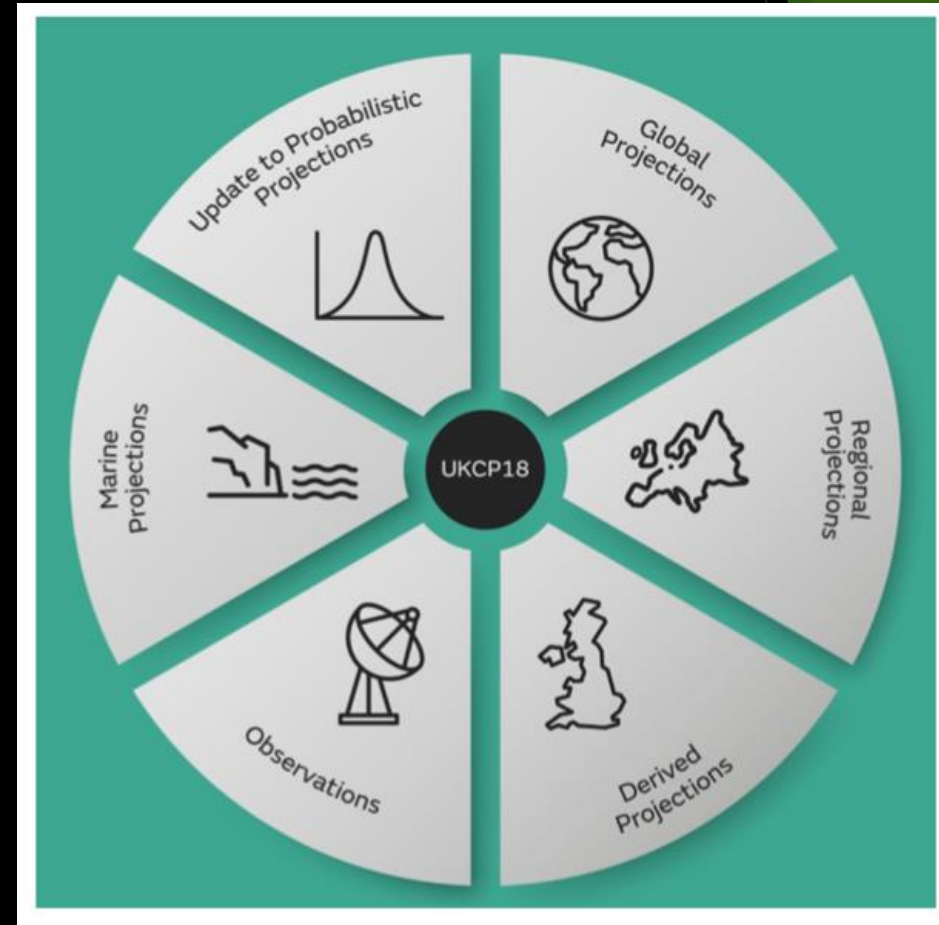 Update to Probabilistic
Projections
Global
Projections
Marine
Projections
UKCP18
Regional
Projections
Observations
Derived
Projections